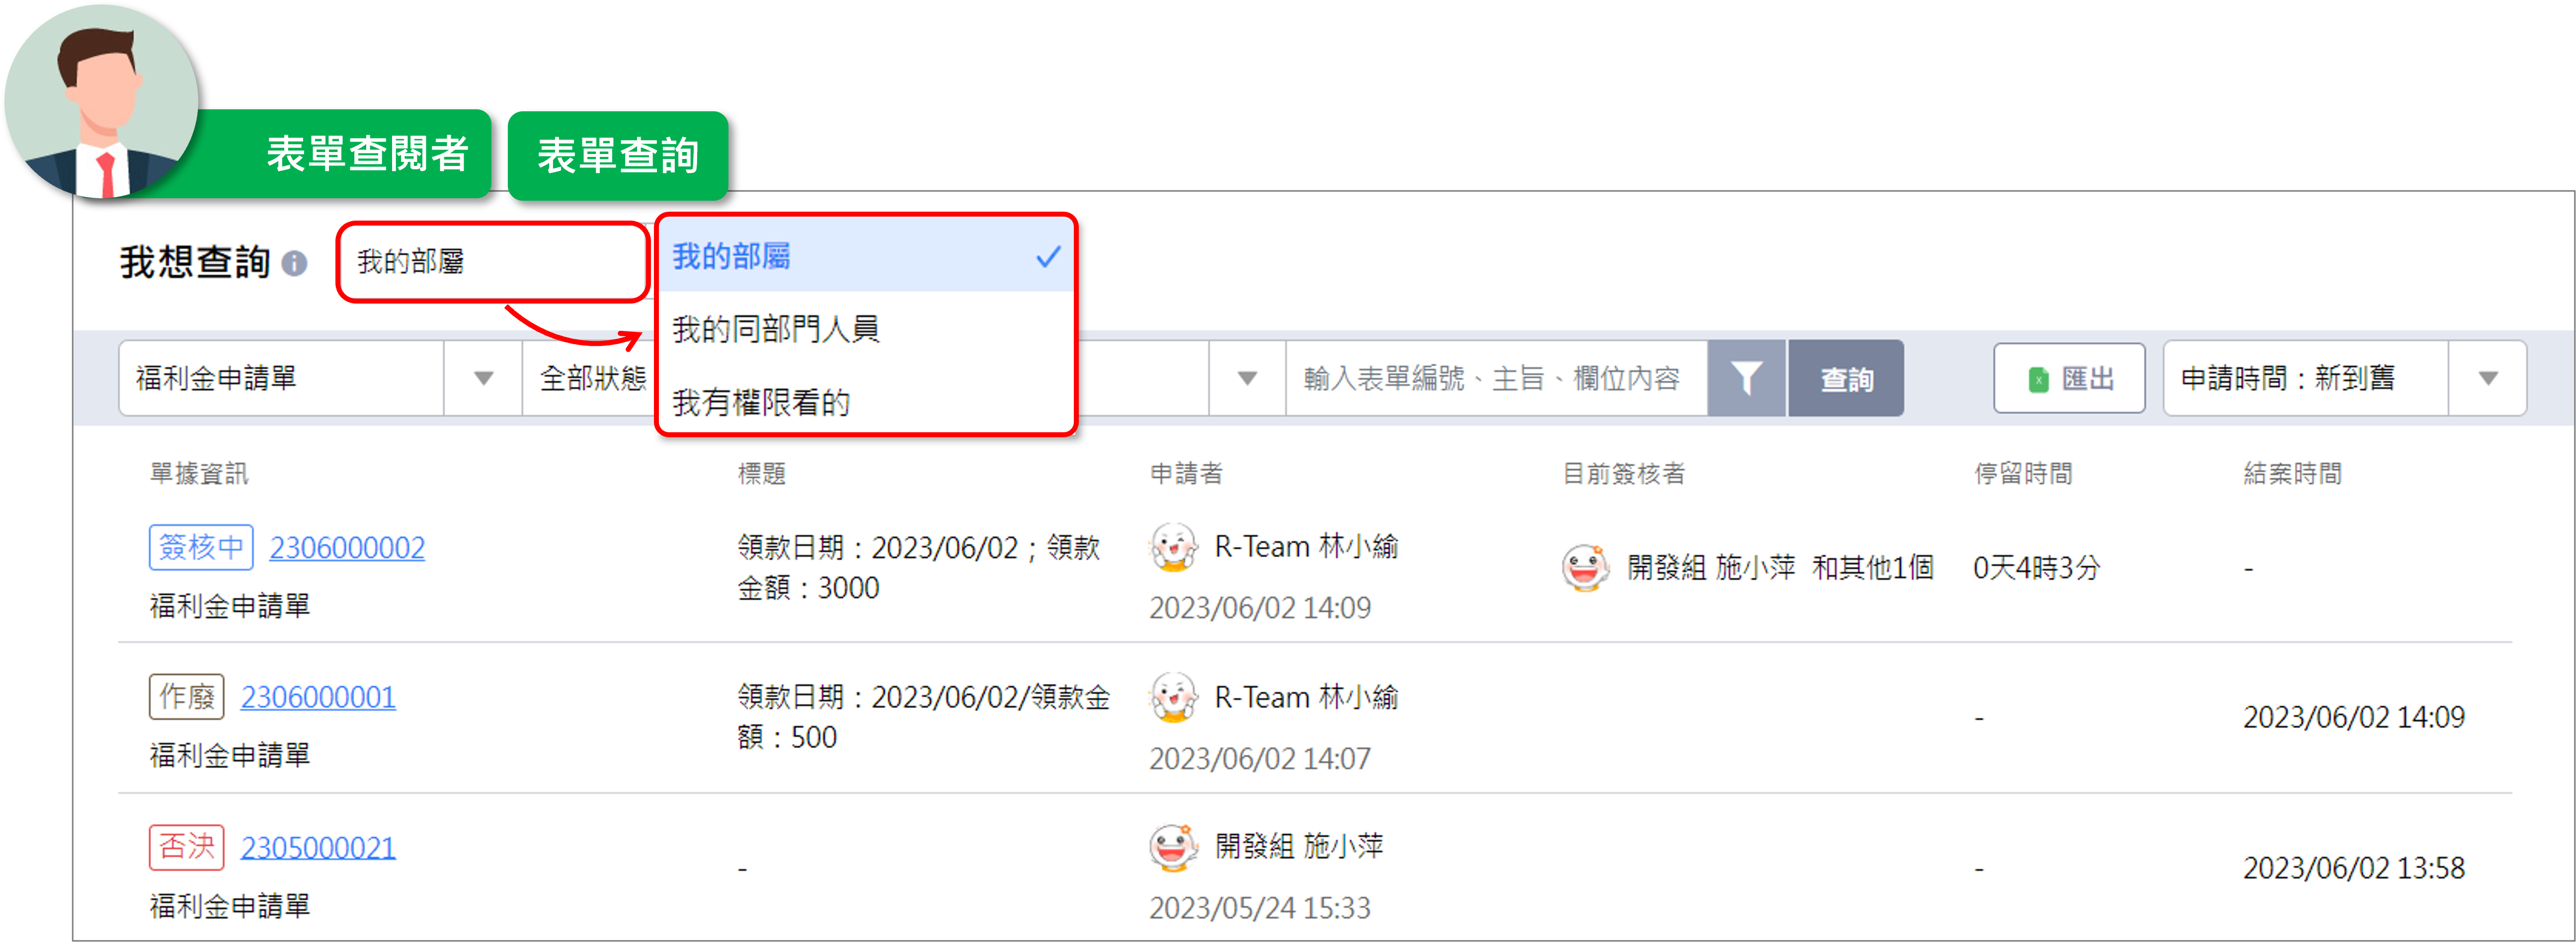 表單查閱者
表單查詢
我想查詢
我的部屬
我的部屬
我的同部門人員
我有權限看的
福利金申請單
全部狀態
輸入表單編號、主旨、欄位內容
查詢
匯出
申請時間：新到舊
單據資訊
標題
申請者
目前簽核者
停留時間
結案時間
簽核中 2306000002
福利金申請單
領款日期：2023/06/02；領款
金額：3000
R-Team 林小綸
2023/06/02 14:09
開發組 施小萍 和其他1個
0天4時3分
-
作廢 2306000001
福利金申請單
領款日期：2023/06/02/領款金
額：500
R-Team 林小綸
2023/06/02 14:07
-
2023/06/02 14:09
否決 2305000021
福利金申請單
-
開發組 施小萍
2023/05/24 15:33
-
2023/06/02 13:58